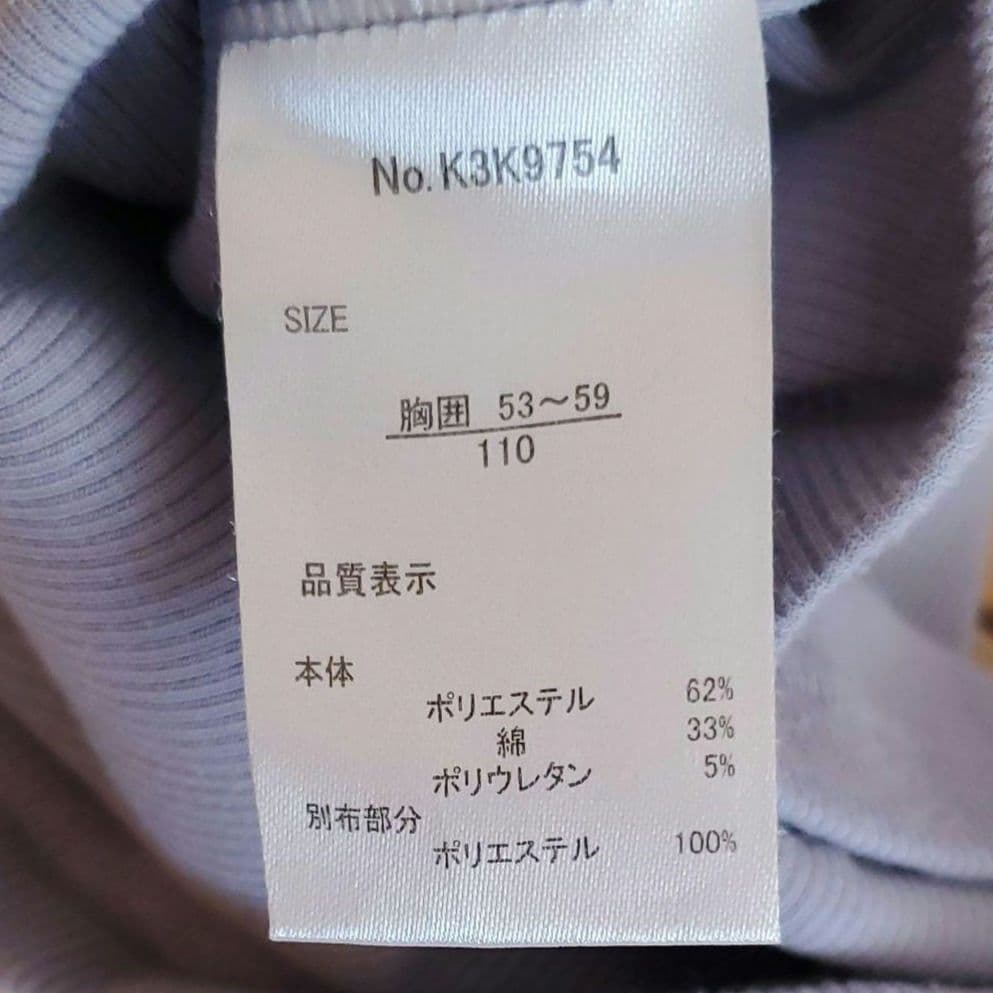 No. K3K9754
SIZE
胸囲 53～59
110
品質表示
本体
ポリエステル 62%
綿 33%
ポリウレタン 5%
別布部分
ポリエステル 100%